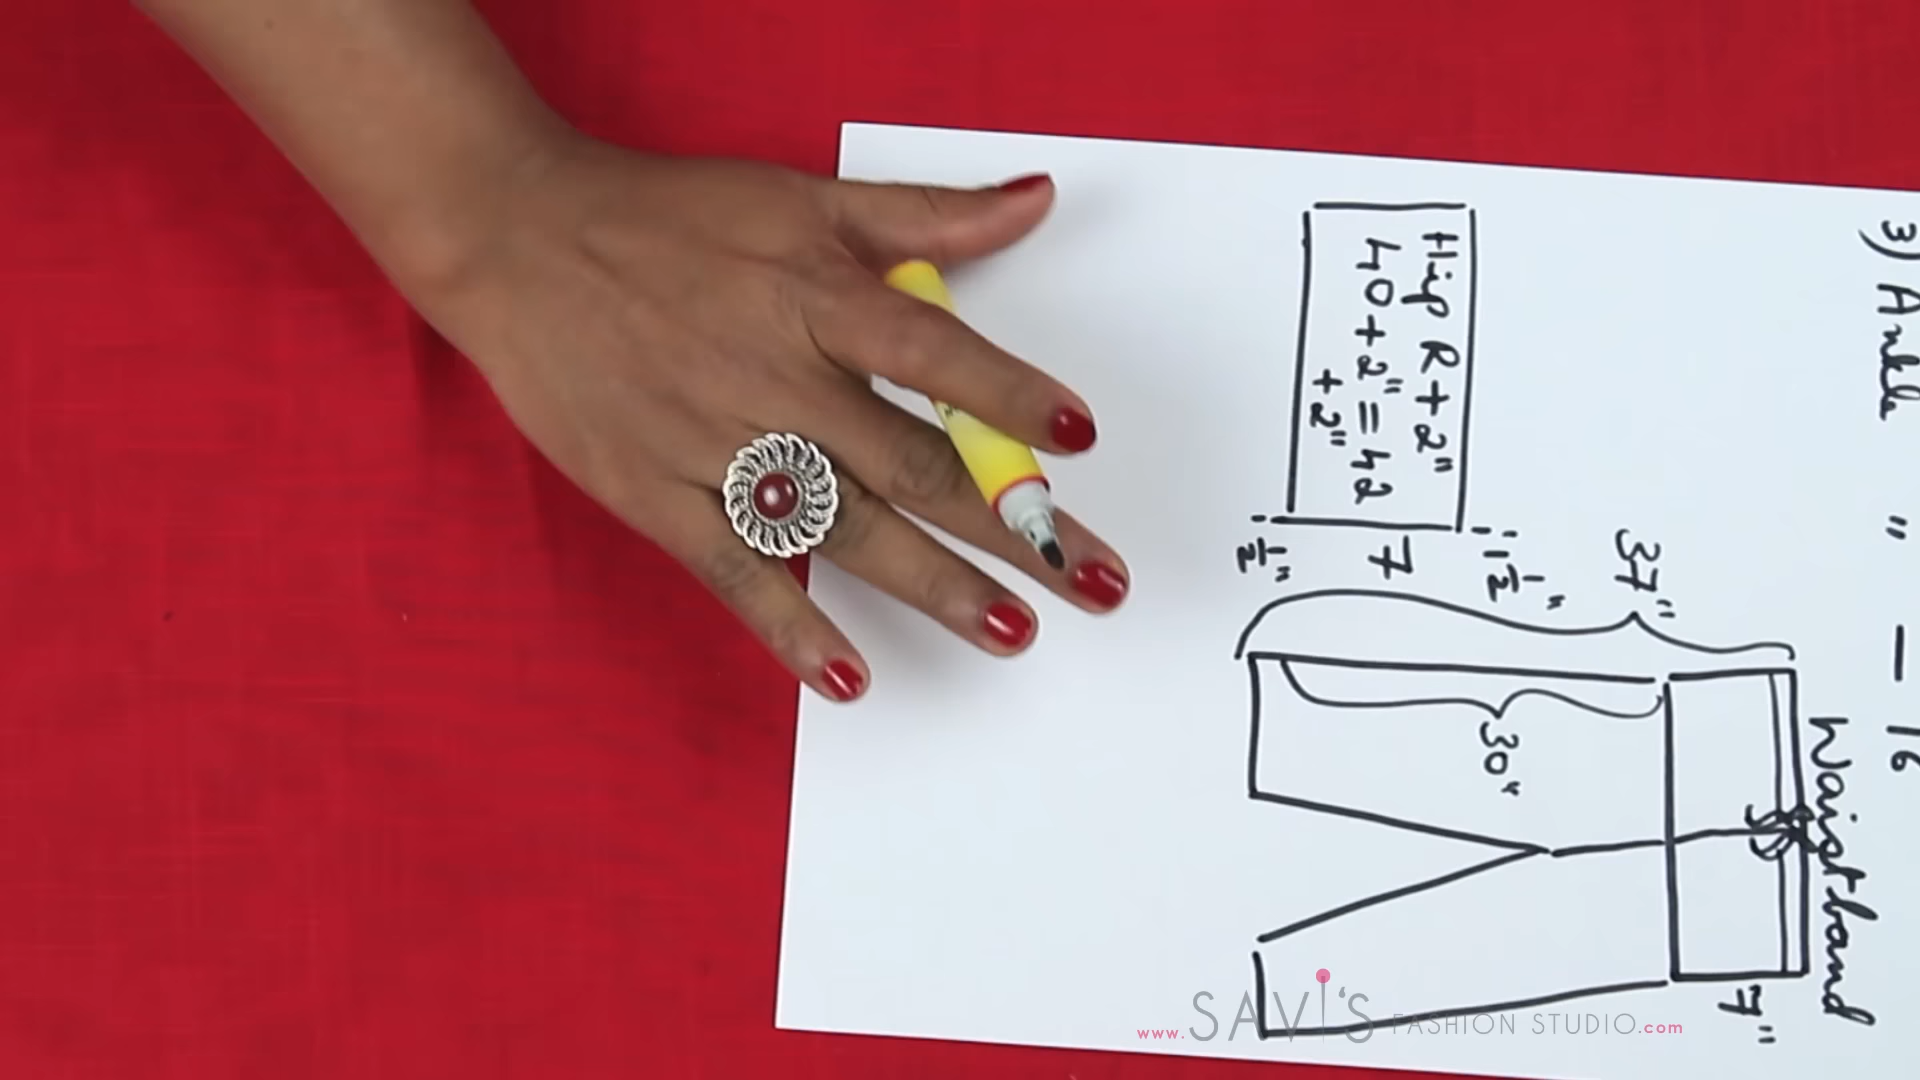 3) Ankle " – 16
Waistband
7"
37"
30"
Hip R+2"
40+2"=42
+2"
1½"
7
½"
www.SAVI'S FASHION STUDIO.com